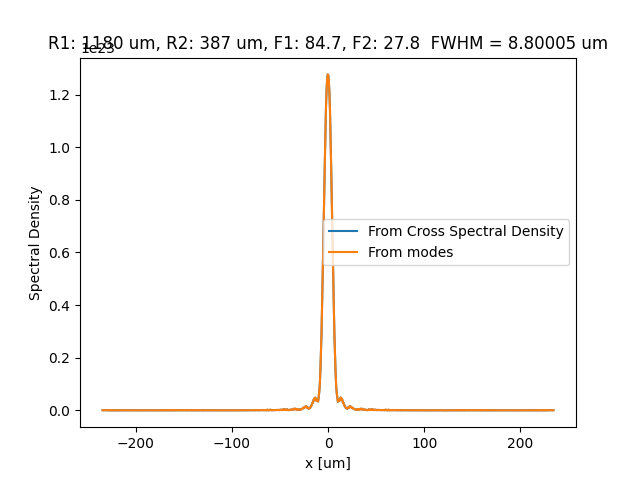 R1: 1180 um, R2: 387 um, F1: 84.7, F2: 27.8  FWHM = 8.80005 um
1e23
1.2
1.0
0.8
0.6
0.4
0.2
0.0
Spectral Density
From Cross Spectral Density
From modes
−200
−100
0
100
200
x [um]